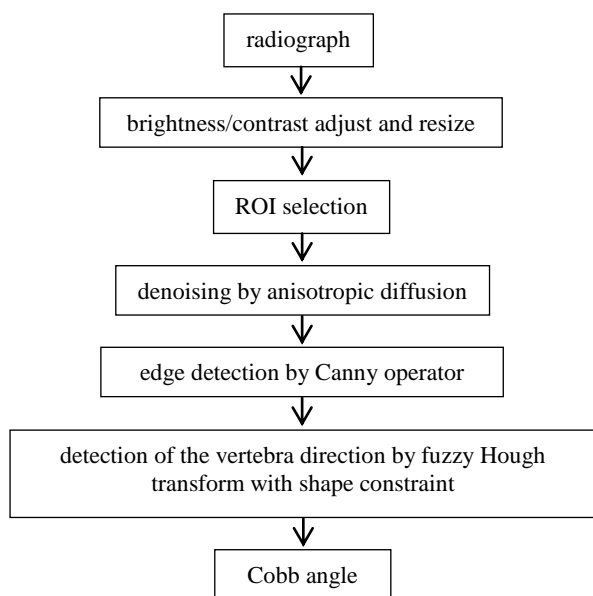 radiograph
brightness/contrast adjust and resize
ROI selection
denoising by anisotropic diffusion
edge detection by Canny operator
detection of the vertebra direction by fuzzy Hough
transform with shape constraint
Cobb angle